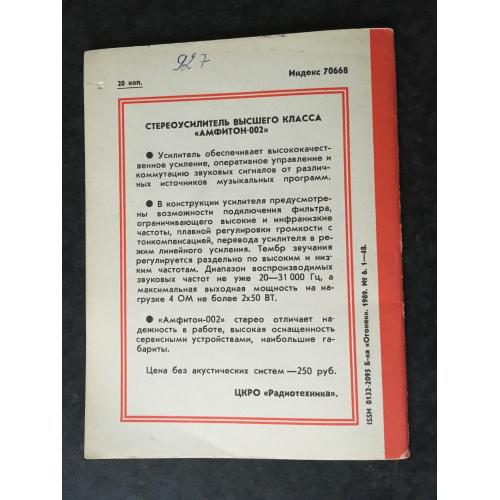 927
20 коп.
Индекс 70668
СТЕРЕОУСИЛИТЕЛЬ ВЫСШЕГО КЛАССА
«АМФИТОН-002»
● Усилитель обеспечивает высококачест-
венное усиление, оперативное управление и
коммутацию звуковых сигналов от различ-
ных источников музыкальных программ.
● В конструкции усилителя предусмотре-
ны возможности подключения фильтра,
ограничивающего высокие и инфранизкие
частоты, плавной регулировки громкости с
тонкомпенсацией, перевода усилителя в ре-
жим линейного усиления. Тембр звучания
регулируется раздельно по высоким и низ-
ким частотам. Диапазон воспроизводимых
звуковых частот не уже 20—31 000 Гц, а
максимальная выходная мощность на на-
грузке 4 ОМ не более 2х50 ВТ.
● «Амфитон-002» стерео отличает на-
дежность в работе, высокая оснащенность
сервисными устройствами, наибольшие га-
бариты.
Цена без акустических систем —250 руб.
ЦКРО «Радиотехника».
ISSN 0132-2095 Б-ка «Огонек». 1989. № 6. 1—48.